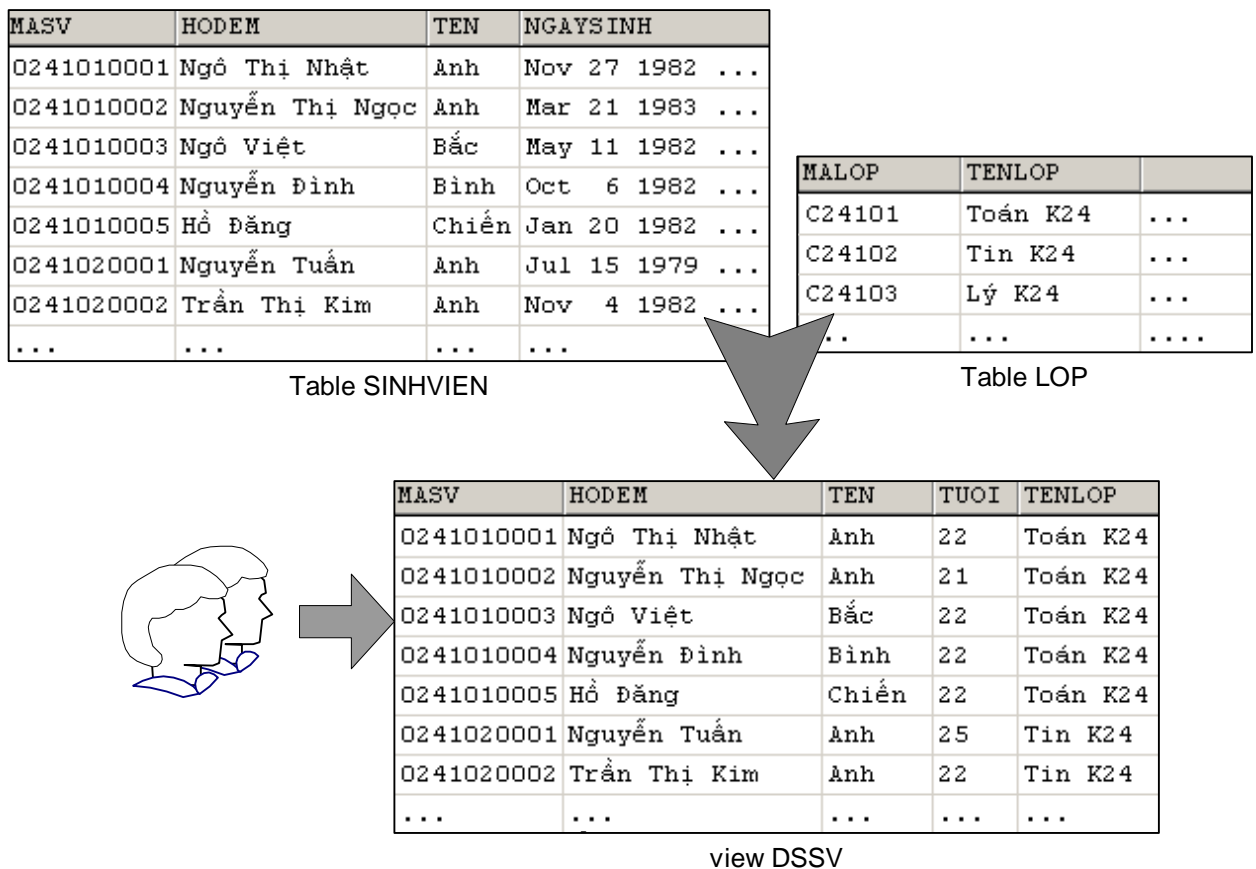 MASV HODEM TEN NGAYSINH
0241010001 Ngô Thị Nhật Anh Nov 27 1982 ...
0241010002 Nguyễn Thị Ngọc Anh Mar 21 1983 ...
0241010003 Ngô Việt Bắc May 11 1982 ...
0241010004 Nguyễn Đình Bình Oct 6 1982 ...
0241010005 Hồ Đăng Chiến Jan 20 1982 ...
0241020001 Nguyễn Tuấn Anh Jul 15 1979 ...
0241020002 Trần Thị Kim Anh Nov 4 1982 ...
... ... ... ...
Table SINHVIEN
MALOP TENLOP
C24101 Toán K24 ...
C24102 Tin K24 ...
C24103 Lý K24 ...
... ... ....
Table LOP
MASV HODEM TEN TUOI TENLOP
0241010001 Ngô Thị Nhật Anh 22 Toán K24
0241010002 Nguyễn Thị Ngọc Anh 21 Toán K24
0241010003 Ngô Việt Bắc 22 Toán K24
0241010004 Nguyễn Đình Bình 22 Toán K24
0241010005 Hồ Đăng Chiến 22 Toán K24
0241020001 Nguyễn Tuấn Anh 25 Tin K24
0241020002 Trần Thị Kim Anh 22 Tin K24
... ... ... ... ...
view DSSV